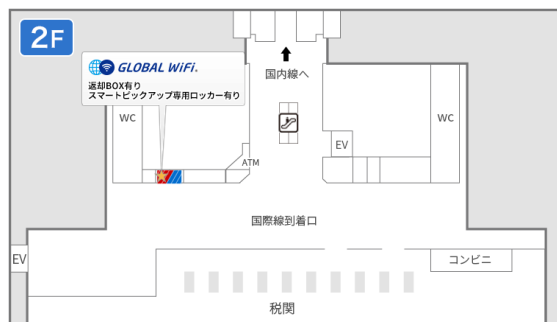 2F
GLOBAL WiFi.
返却BOX有り
スマートピックアップ専用ロッカー有り
国内線へ
WC
WC
EV
ATM
国際線到着口
EV
コンビニ
税関